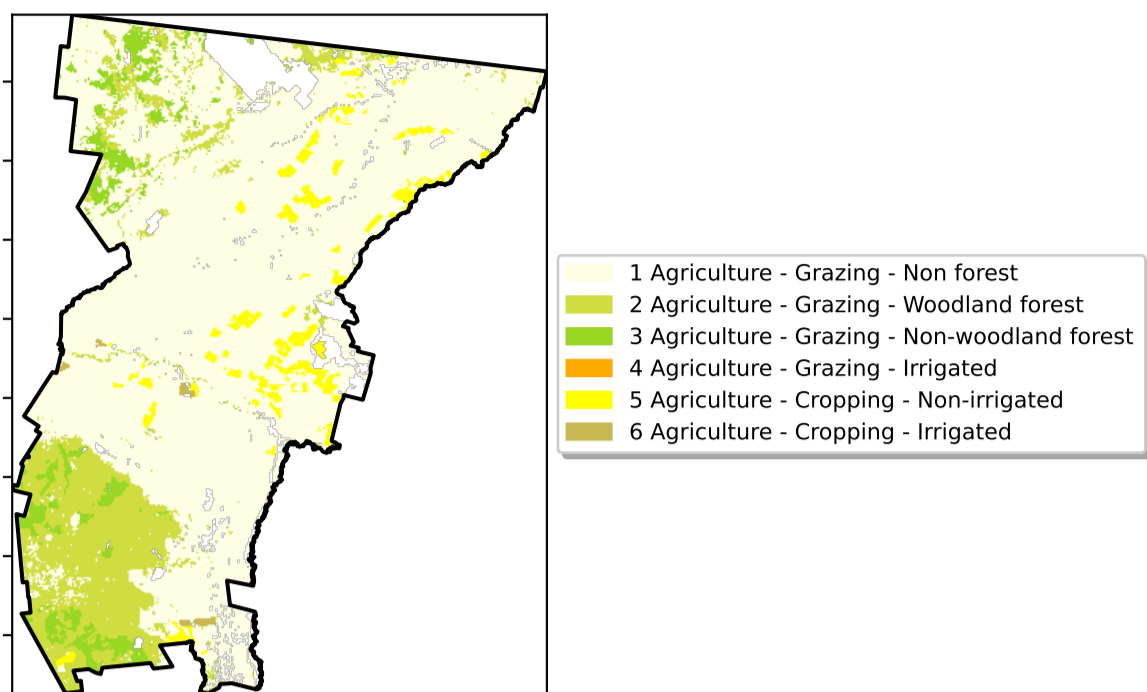 1 Agriculture - Grazing - Non forest
2 Agriculture - Grazing - Woodland forest
3 Agriculture - Grazing - Non-woodland forest
4 Agriculture - Grazing - Irrigated
5 Agriculture - Cropping - Non-irrigated
6 Agriculture - Cropping - Irrigated